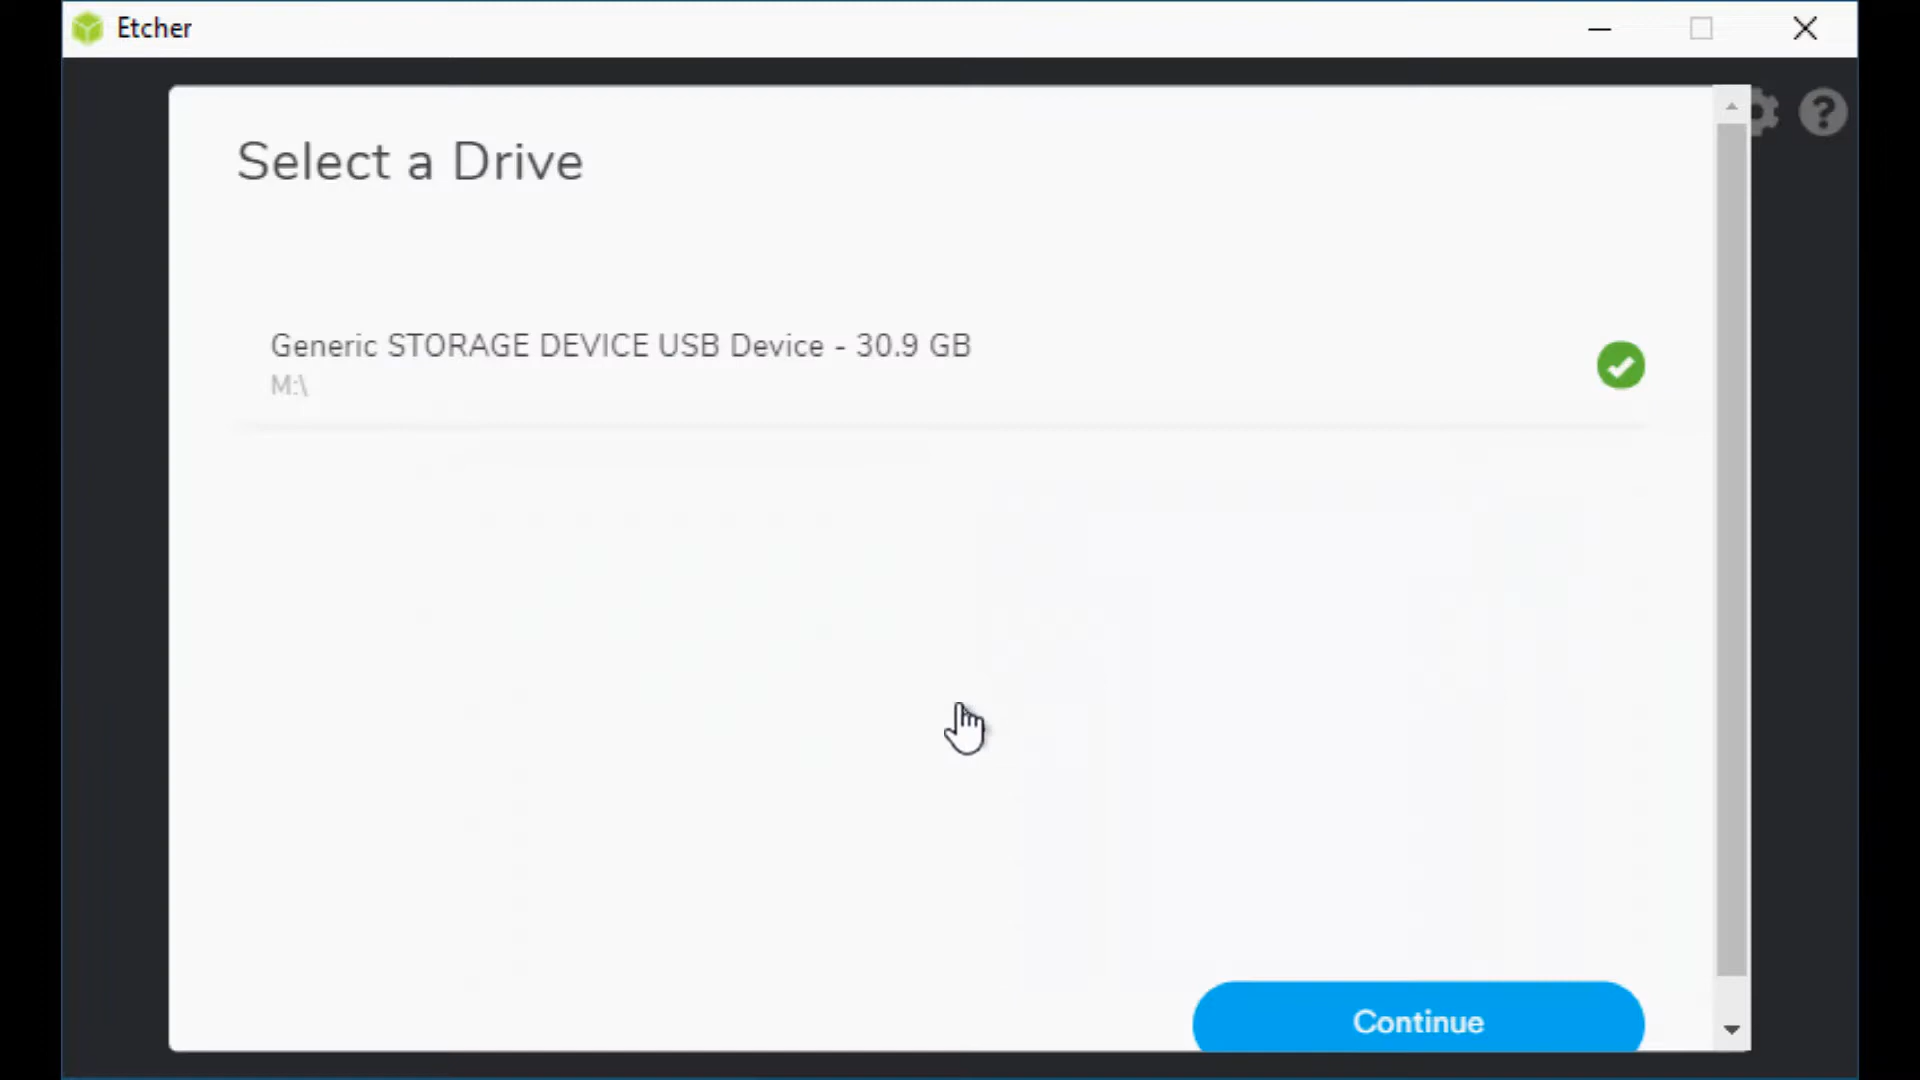 Etcher
Select a Drive
Generic STORAGE DEVICE USB Device - 30.9 GB
M:\
Continue